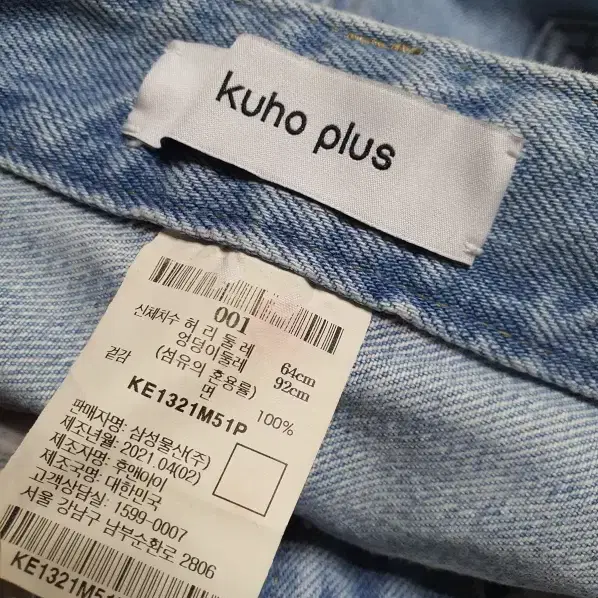 kuho plus
001
신체치수 허 리 둘 레 64cm
엉덩이둘레 92cm
(섬유의 혼용률)
겉감 면 100%
KE1321M51P
판매자명: 삼성물산(주)
제조년월: 2021.04(02)
제조자명: 후앤아이
제조국명: 대한민국
고객상담실: 1599-0007
서울 강남구 남부순환로 2806
KE1321M51P